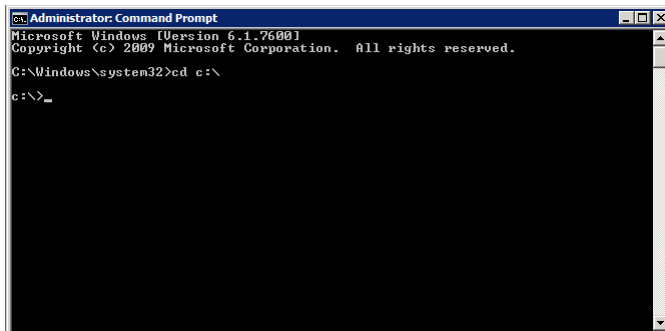 Administrator: Command Prompt
Microsoft Windows [Version 6.1.7600]
Copyright (c) 2009 Microsoft Corporation.  All rights reserved.
C:\Windows\system32>cd c:\
c:\>_